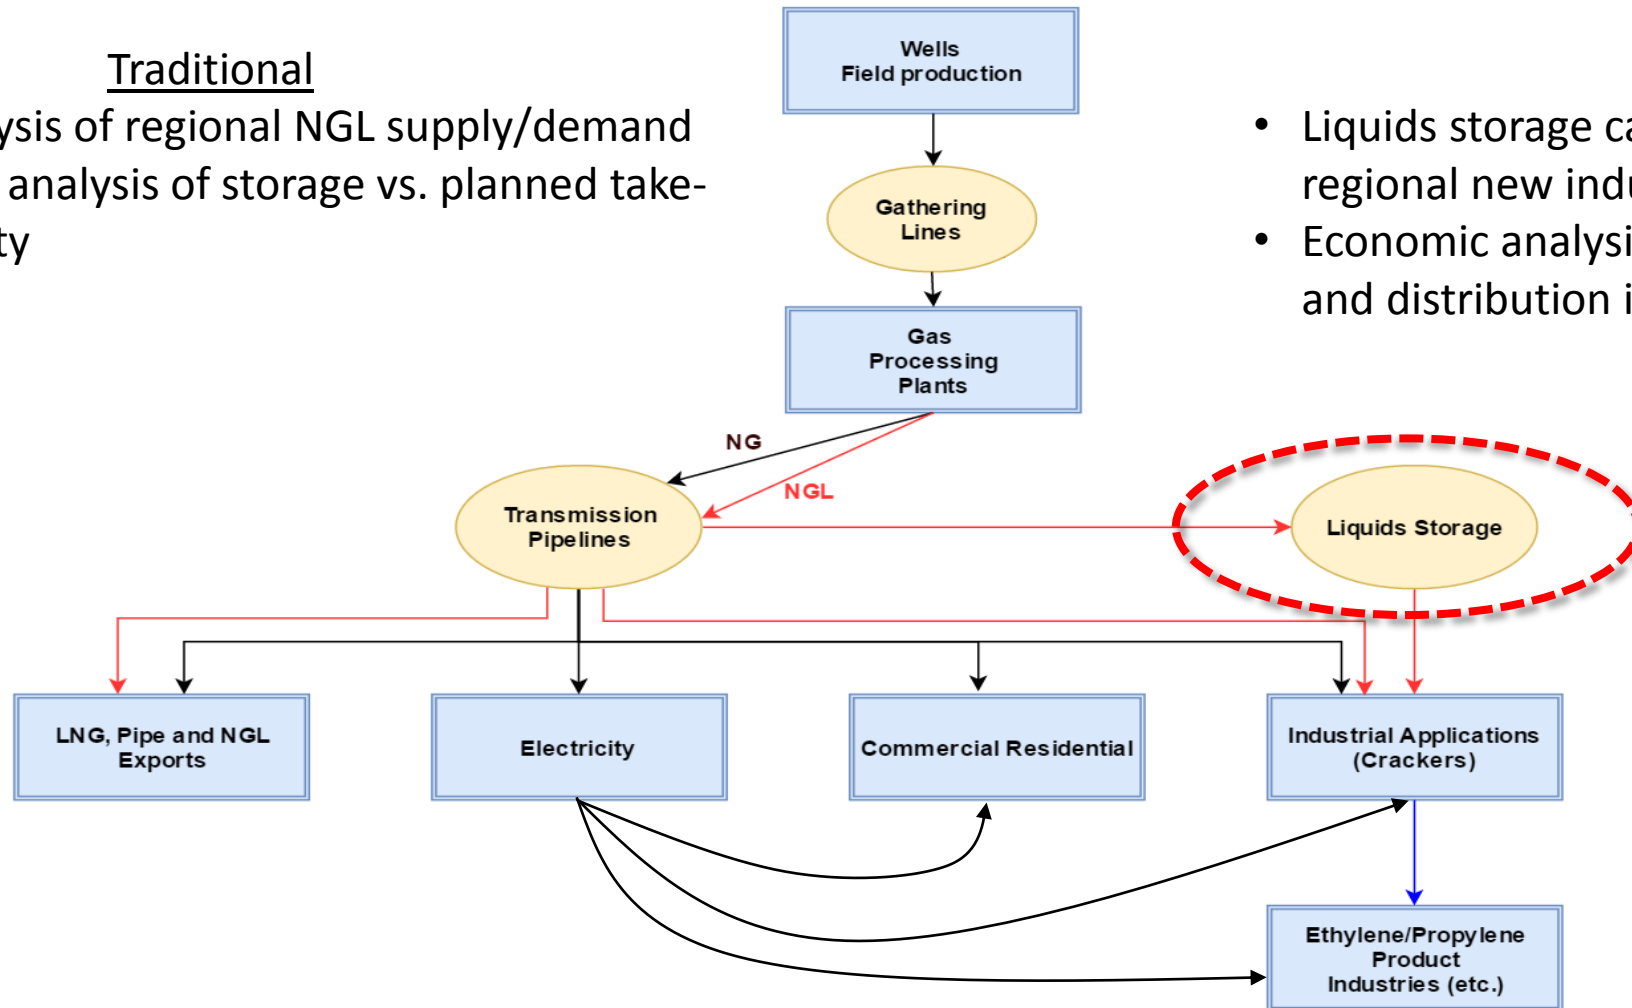 Traditional
ysis of regional NGL supply/demand
analysis of storage vs. planned take-
ty
• Liquids storage ca
regional new indu
• Economic analysi
and distribution i
Wells
Field production
Gathering
Lines
Gas
Processing
Plants
NG
NGL
Transmission
Pipelines
Liquids Storage
LNG, Pipe and NGL
Exports
Electricity
Commercial Residential
Industrial Applications
(Crackers)
Ethylene/Propylene
Product
Industries (etc.)